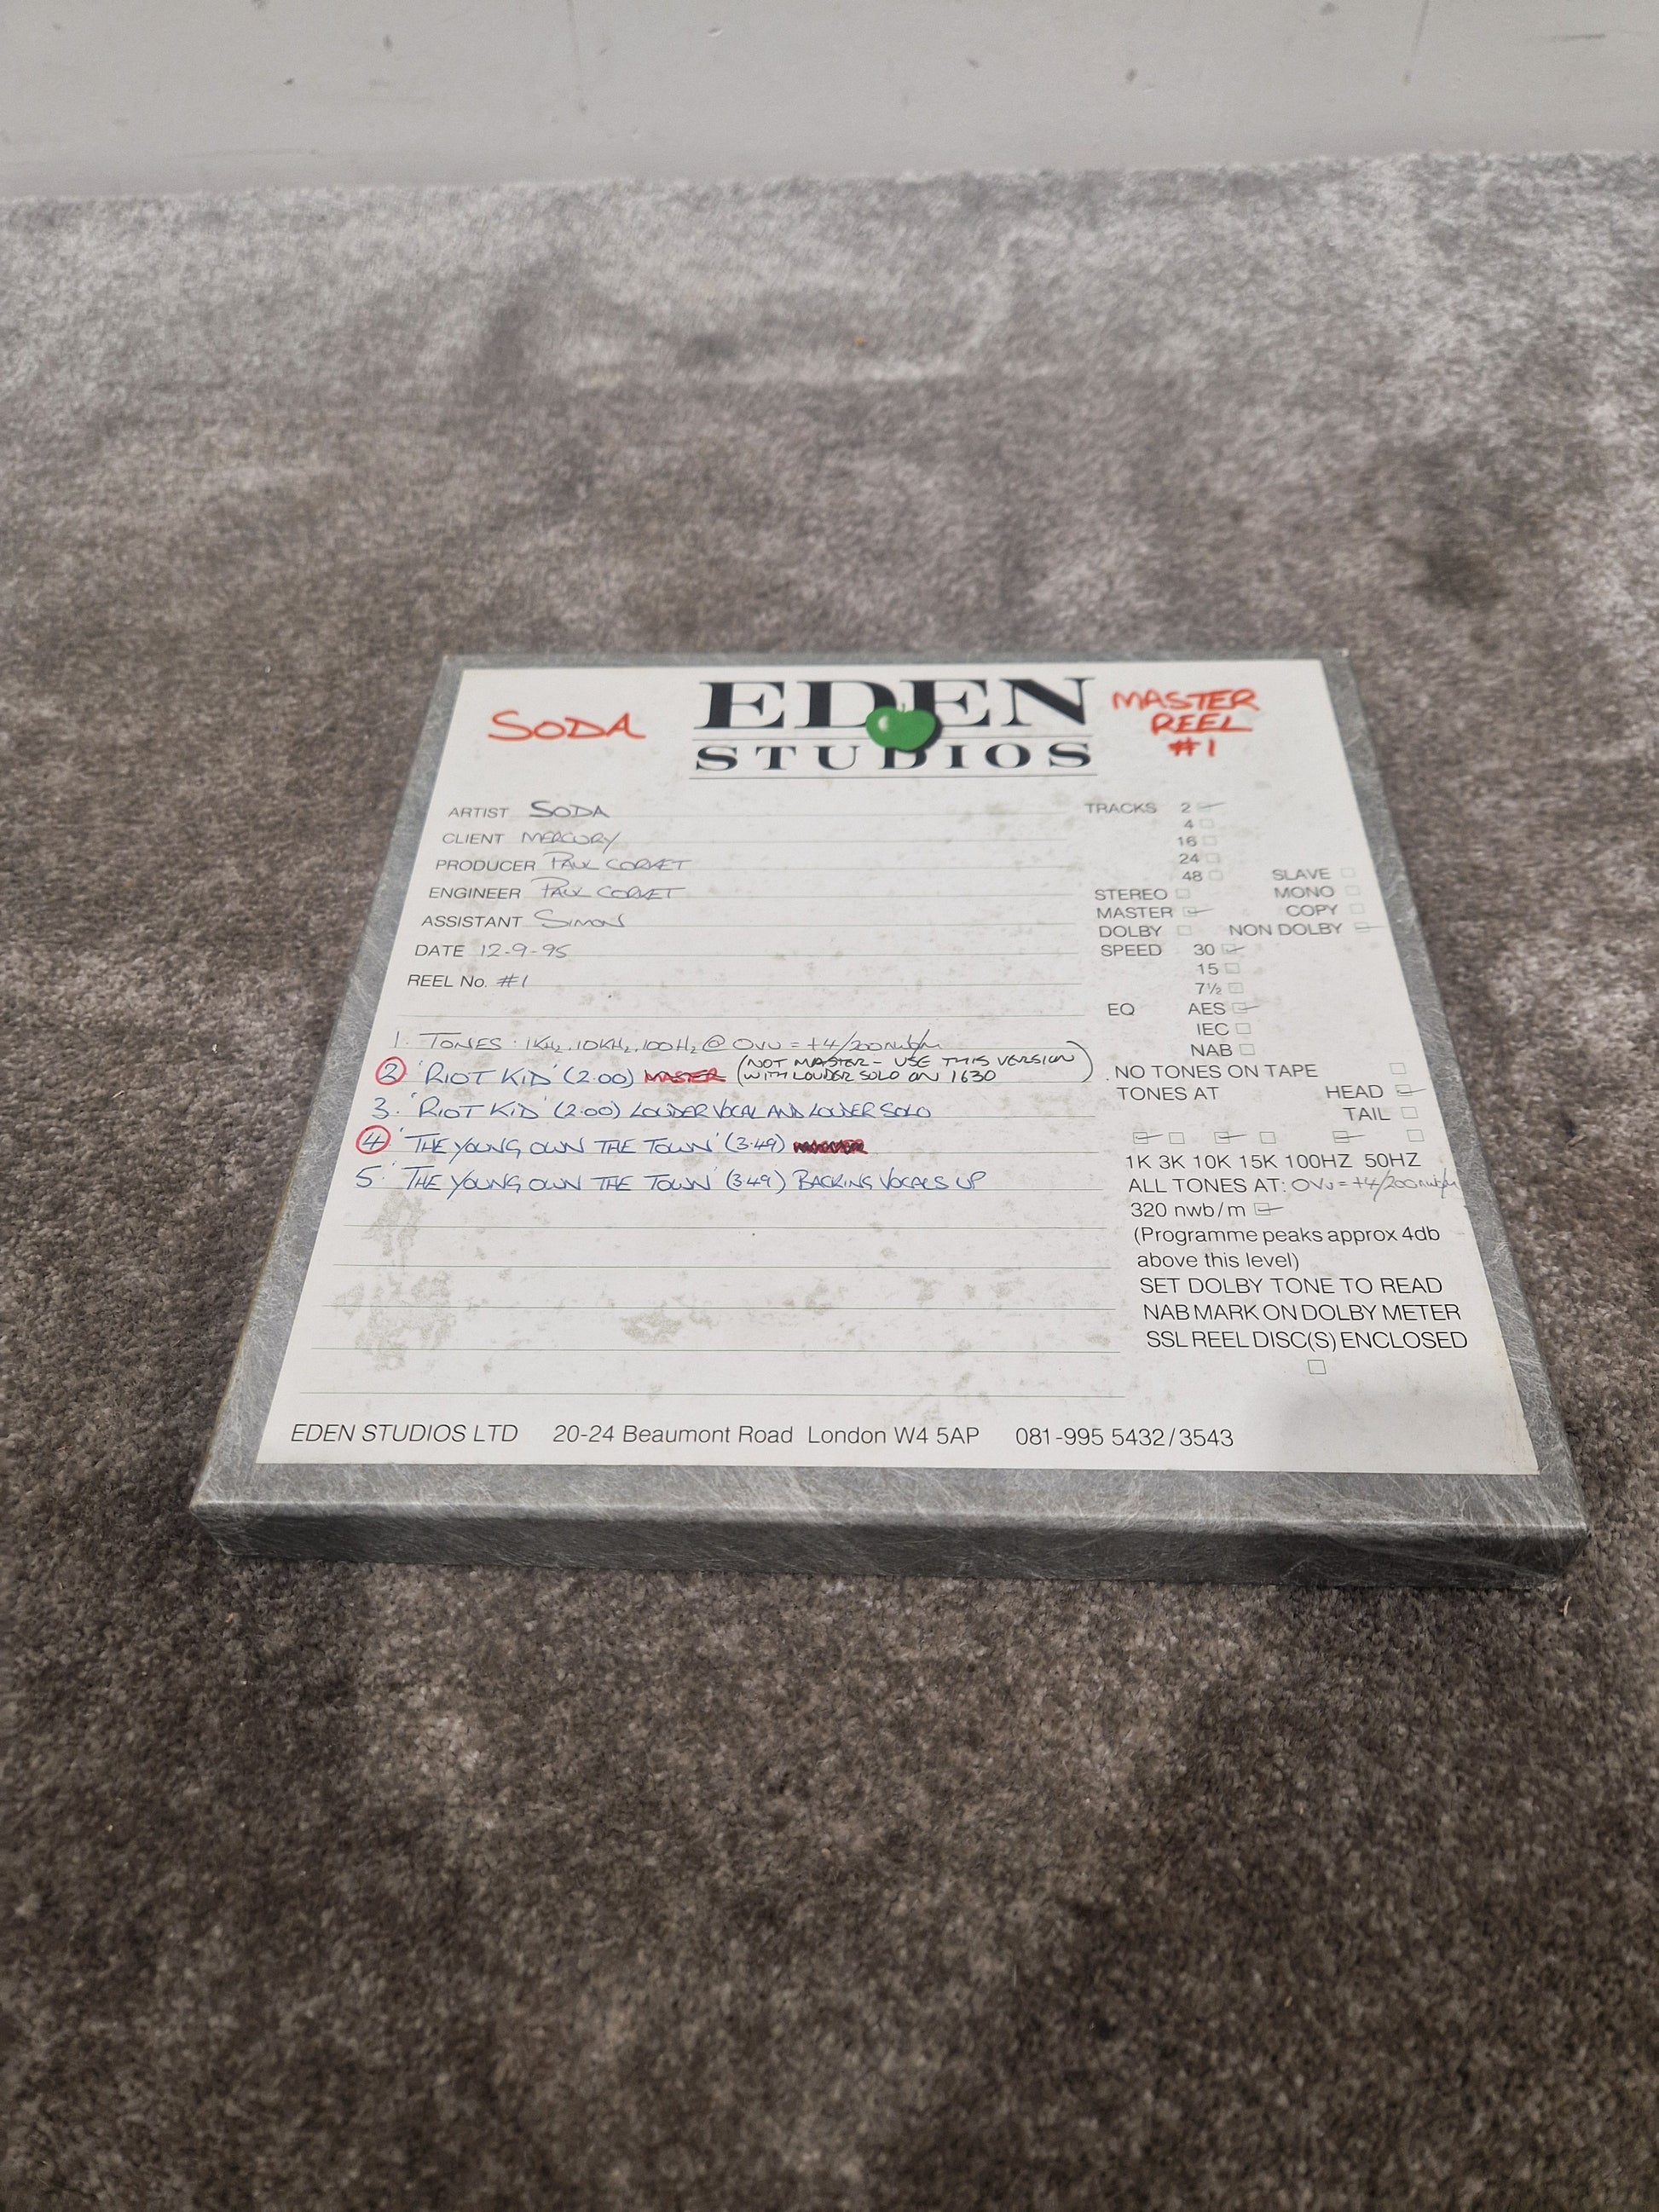 SODA
EDEN
STUDIOS
MASTER
REEL
#1
ARTIST SODA
CLIENT MERCURY
PRODUCER PAUL CORKET
ENGINEER PAUL CORKET
ASSISTANT SIMON
DATE 12-9-95
REEL No. #1
1. TONES: 1KHz, 10KHz, 100Hz @ OVU = +4/200nwb/m
2 'RIOT KID' (2.00) MASTER (NOT MASTER - USE THIS VERSION
WITH LOUDER SOLO ON 1630)
3. 'RIOT KID' (2.00) LOUDER VOCAL AND LOUDER SOLO
4 'THE YOUNG OWN THE TOWN' (3.49)
5. 'THE YOUNG OWN THE TOWN' (3.49) BACKING VOCALS UP
TRACKS 2
4
16
24
48
SLAVE
STEREO MONO
MASTER COPY
DOLBY NON DOLBY
SPEED 30
15
7½
EQ AES
IEC
NAB
NO TONES ON TAPE
TONES AT HEAD
TAIL
1K 3K 10K 15K 100HZ 50HZ
ALL TONES AT: OVU = +4/200nwb/m
320 nwb/m
(Programme peaks approx 4db
above this level)
SET DOLBY TONE TO READ
NAB MARK ON DOLBY METER
SSL REEL DISC(S) ENCLOSED
EDEN STUDIOS LTD 20-24 Beaumont Road London W4 5AP 081-995 5432/3543